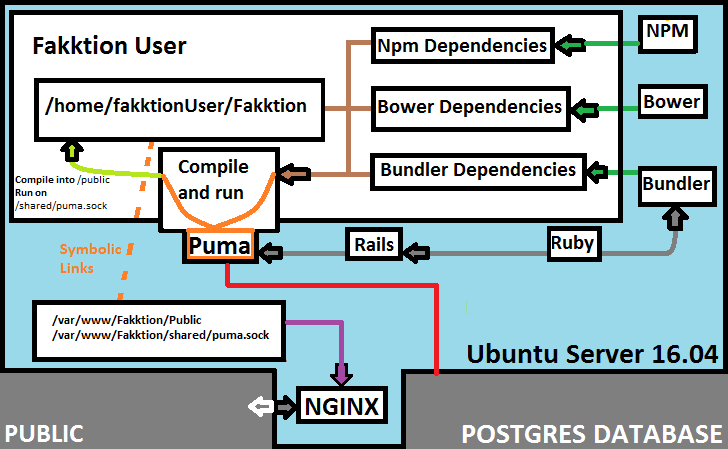 Fakktion User
Npm Dependencies
NPM
/home/fakktionUser/Fakktion
Bower Dependencies
Bower
Compile
and run
Bundler Dependencies
Bundler
Compile into /public
Run on
/shared/puma.sock
Puma
Rails
Ruby
Symbolic
Links
/var/www/Fakktion/Public
/var/www/Fakktion/shared/puma.sock
Ubuntu Server 16.04
NGINX
PUBLIC
POSTGRES DATABASE